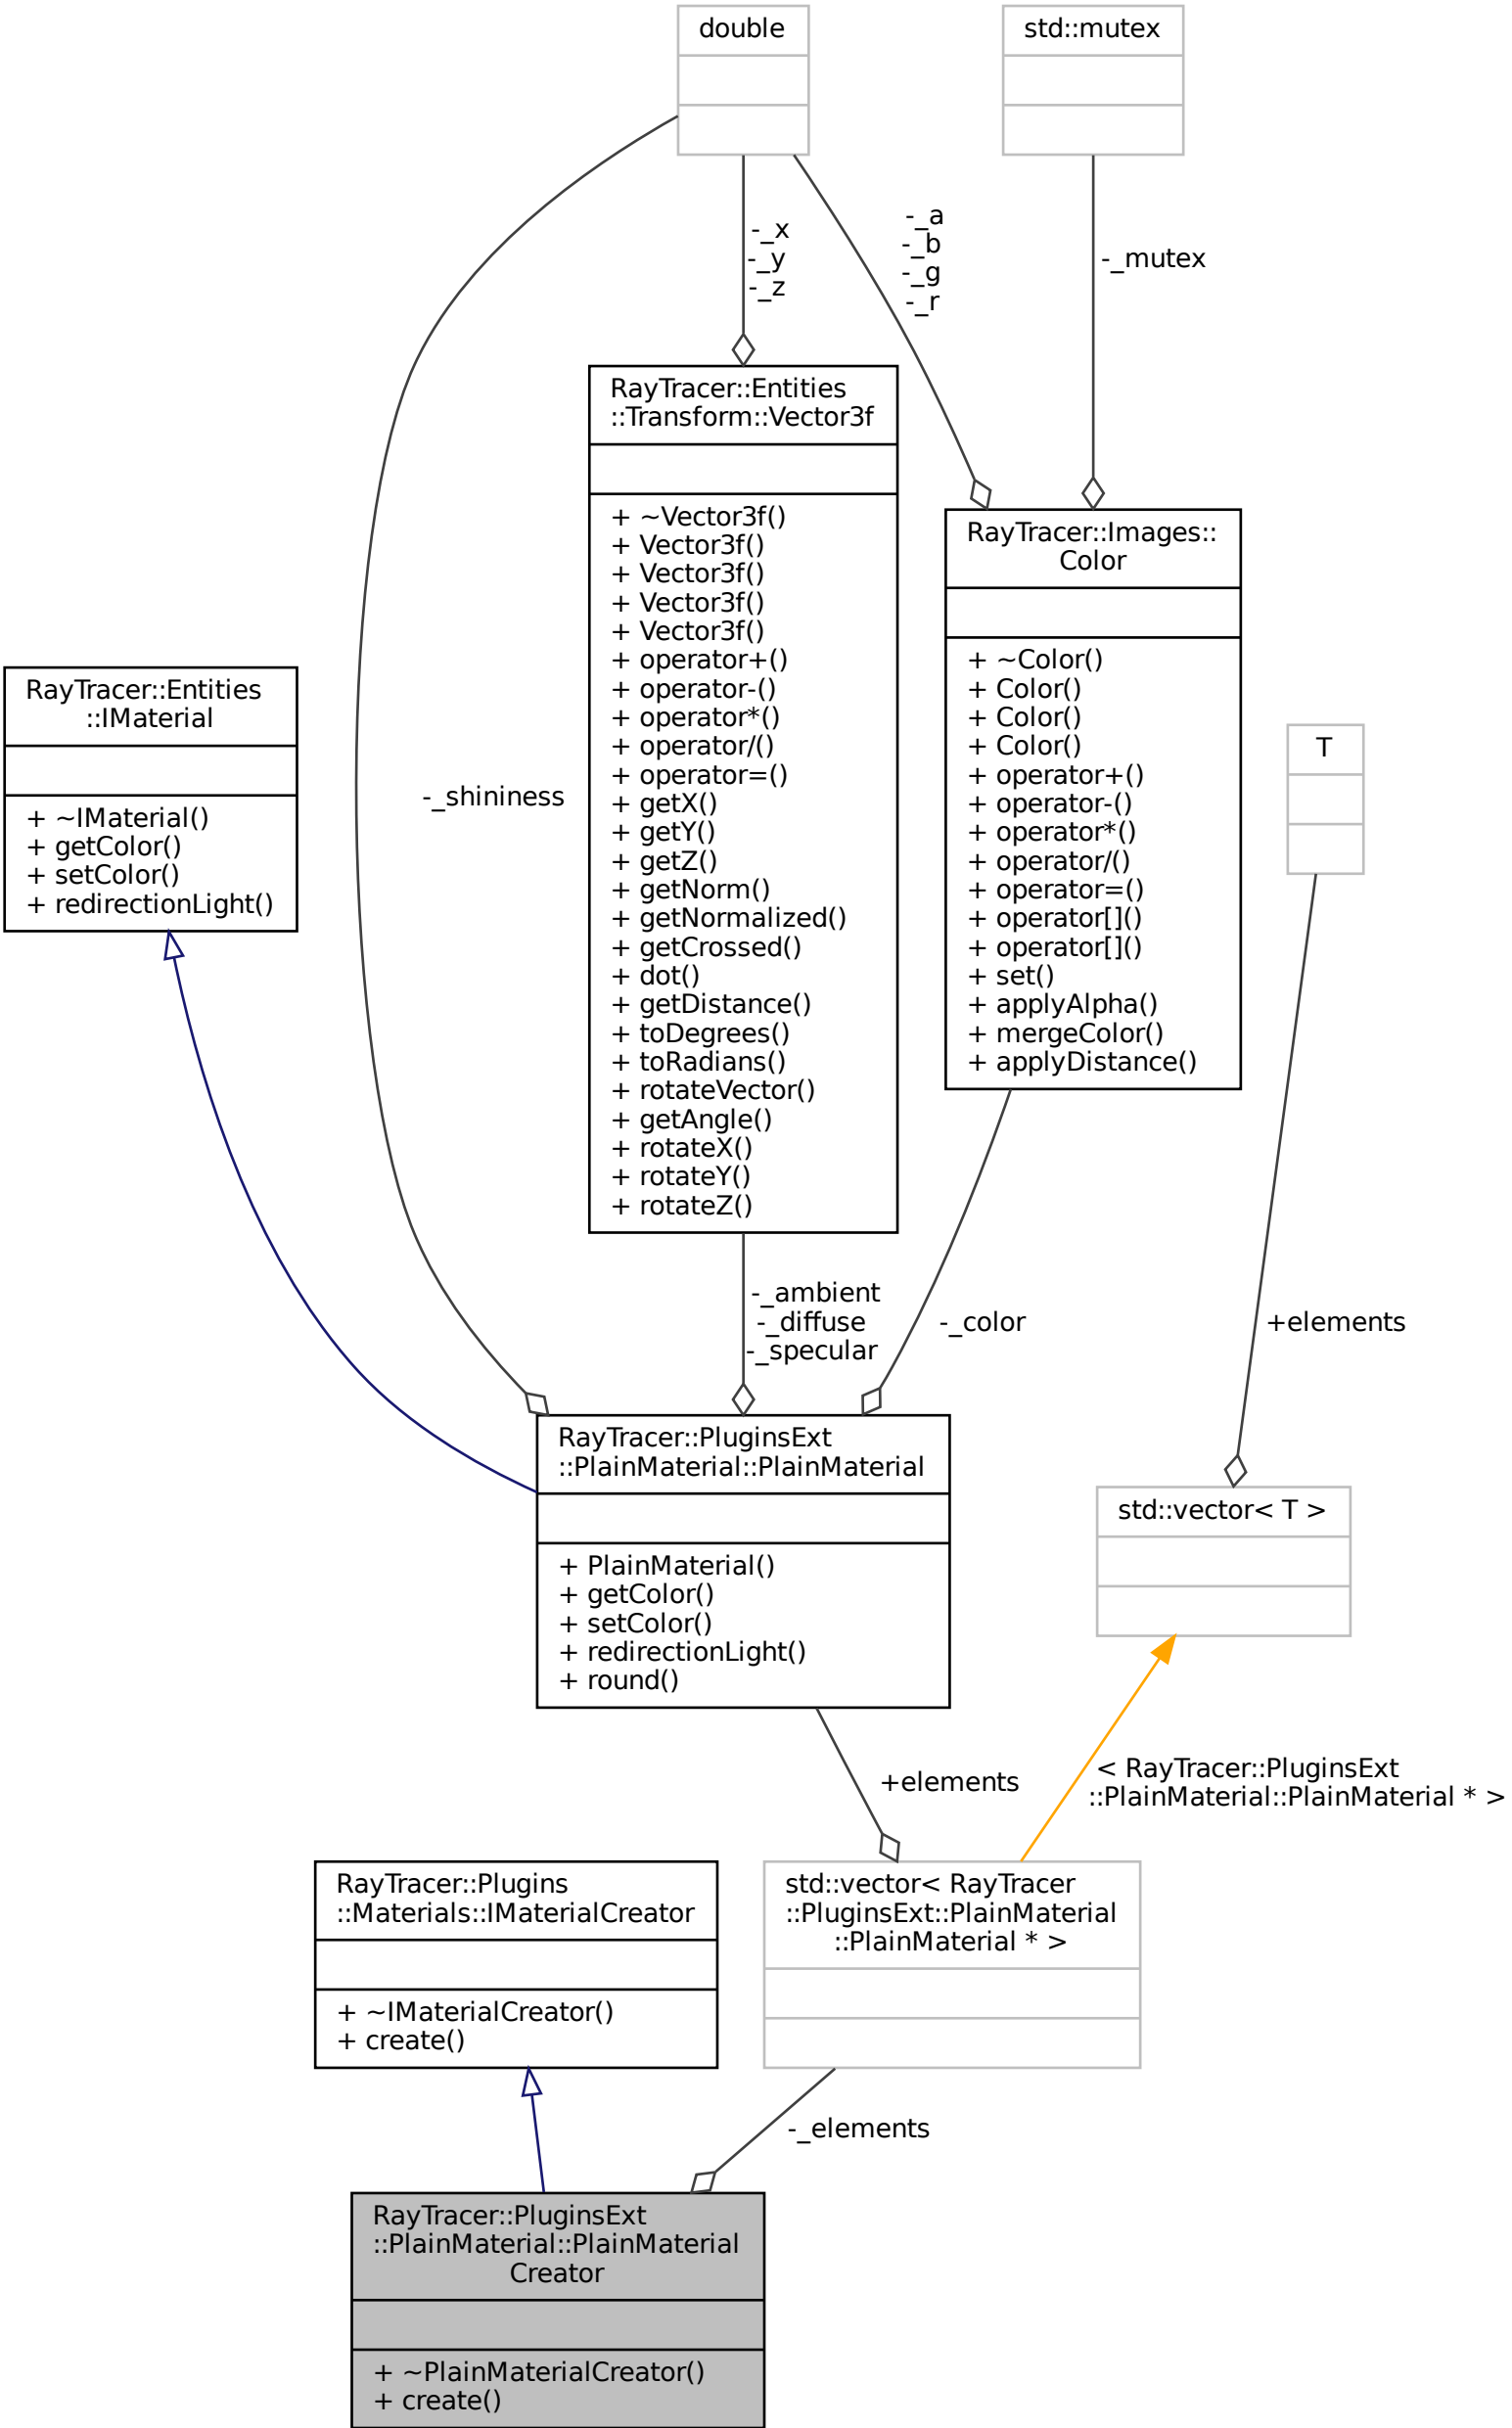 double
std::mutex
-_x
-_y
-_z
-_a
-_b
-_g
-_r
-_mutex
RayTracer::Entities
::Transform::Vector3f
+ ~Vector3f()
+ Vector3f()
+ Vector3f()
+ Vector3f()
+ Vector3f()
+ operator+()
+ operator-()
+ operator*()
+ operator/()
+ operator=()
+ getX()
+ getY()
+ getZ()
+ getNorm()
+ getNormalized()
+ getCrossed()
+ dot()
+ getDistance()
+ toDegrees()
+ toRadians()
+ rotateVector()
+ getAngle()
+ rotateX()
+ rotateY()
+ rotateZ()
RayTracer::Images::
Color
+ ~Color()
+ Color()
+ Color()
+ Color()
+ operator+()
+ operator-()
+ operator*()
+ operator/()
+ operator=()
+ operator[]()
+ operator[]()
+ set()
+ applyAlpha()
+ mergeColor()
+ applyDistance()
RayTracer::Entities
::IMaterial
+ ~IMaterial()
+ getColor()
+ setColor()
+ redirectionLight()
T
-_shininess
-_ambient
-_diffuse
-_specular
-_color
+elements
RayTracer::PluginsExt
::PlainMaterial::PlainMaterial
+ PlainMaterial()
+ getColor()
+ setColor()
+ redirectionLight()
+ round()
std::vector< T >
+elements
< RayTracer::PluginsExt
::PlainMaterial::PlainMaterial * >
RayTracer::Plugins
::Materials::IMaterialCreator
+ ~IMaterialCreator()
+ create()
std::vector< RayTracer
::PluginsExt::PlainMaterial
::PlainMaterial * >
-_elements
RayTracer::PluginsExt
::PlainMaterial::PlainMaterial
Creator
+ ~PlainMaterialCreator()
+ create()